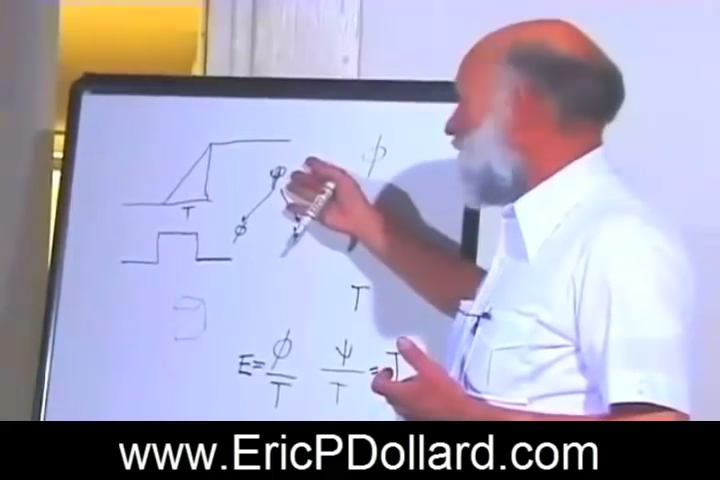 ψ
ϕ
T
ϕ
T
E = ϕ/T
ψ/T =
www.EricPDollard.com